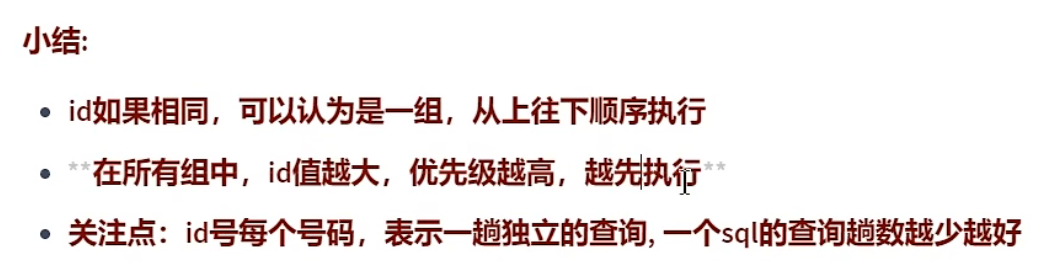 小结:
id如果相同，可以认为是一组，从上往下顺序执行
**在所有组中，id值越大，优先级越高，越先执行**
关注点：id号每个号码，表示一趟独立的查询, 一个sql的查询趟数越少越好